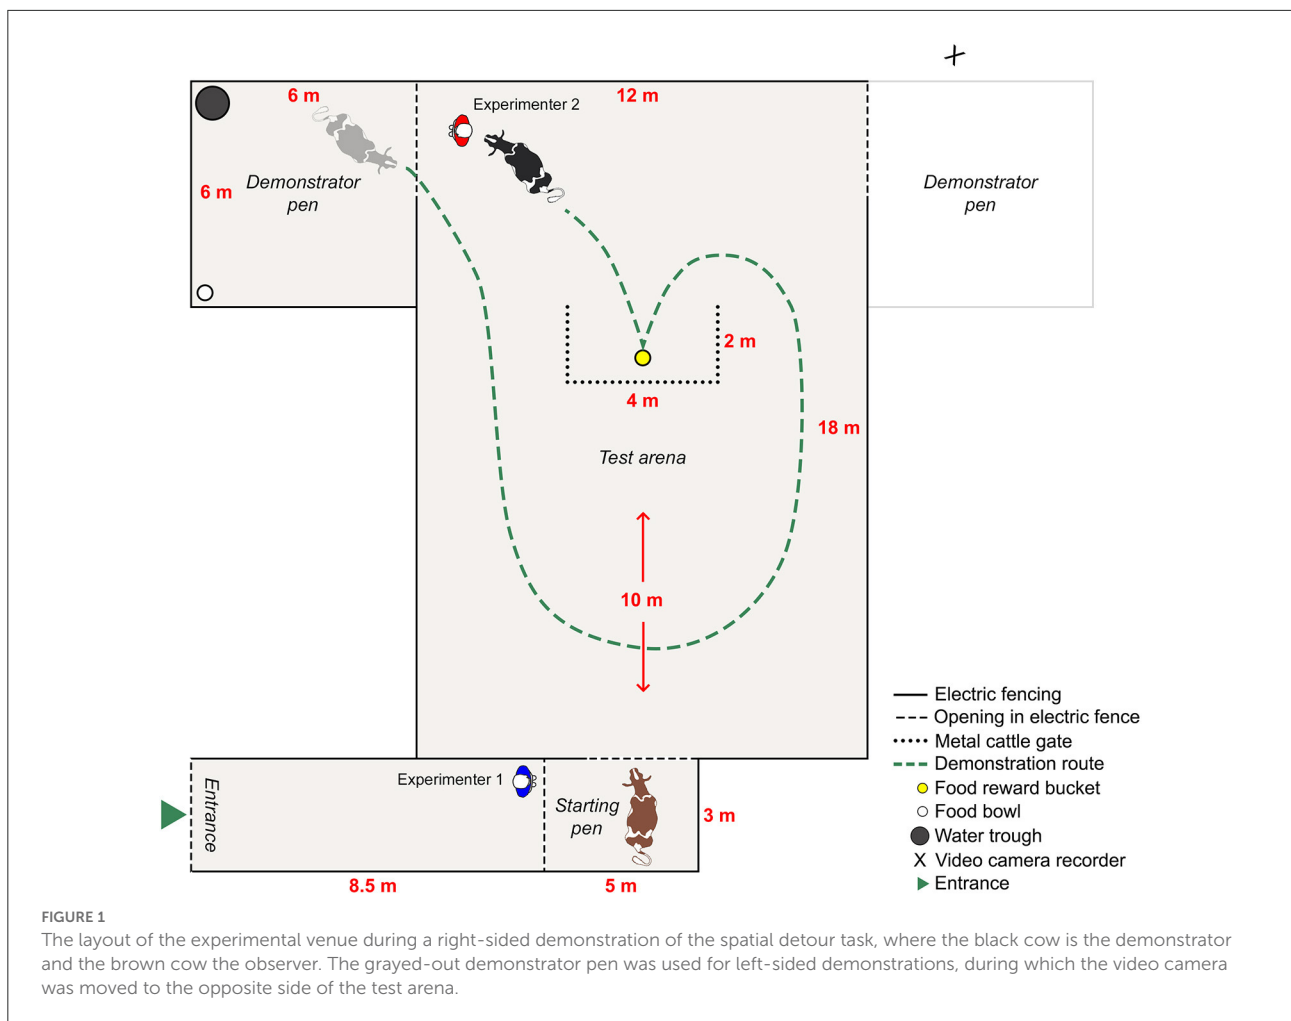 6 m
12 m
Experimenter 2
6 m
Demonstrator
pen
Demonstrator
pen
2 m
4 m
18 m
Test arena
10 m
Electric fencing
Opening in electric fence
Metal cattle gate
Demonstration route
Food reward bucket
Food bowl
Water trough
X Video camera recorder
Entrance
Entrance
Experimenter 1
Starting
pen
3 m
8.5 m
5 m
FIGURE 1
The layout of the experimental venue during a right-sided demonstration of the spatial detour task, where the black cow is the demonstrator
and the brown cow the observer. The grayed-out demonstrator pen was used for left-sided demonstrations, during which the video camera
was moved to the opposite side of the test arena.